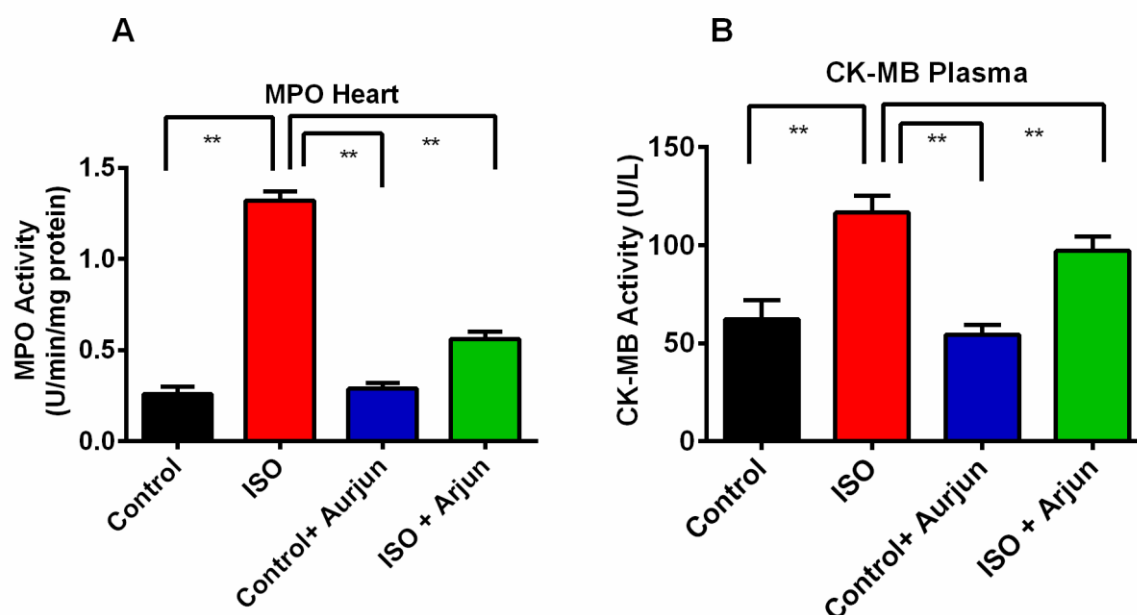 A
MPO Heart
**
**
**
MPO Activity
(U/min/mg protein)
1.5
1.0
0.5
0.0
Control
ISO
Control+ Aurjun
ISO + Arjun
B
CK-MB Plasma
**
**
**
CK-MB Activity (U/L)
150
100
50
0
Control
ISO
Control+ Aurjun
ISO + Arjun